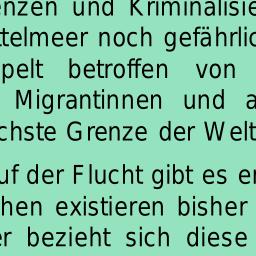 enzen und Kriminalisie
ttelmeer noch gefährlic
pelt betroffen von
Migrantinnen und a
chste Grenze der Welt
uf der Flucht gibt es er
hen existieren bisher
er bezieht sich diese